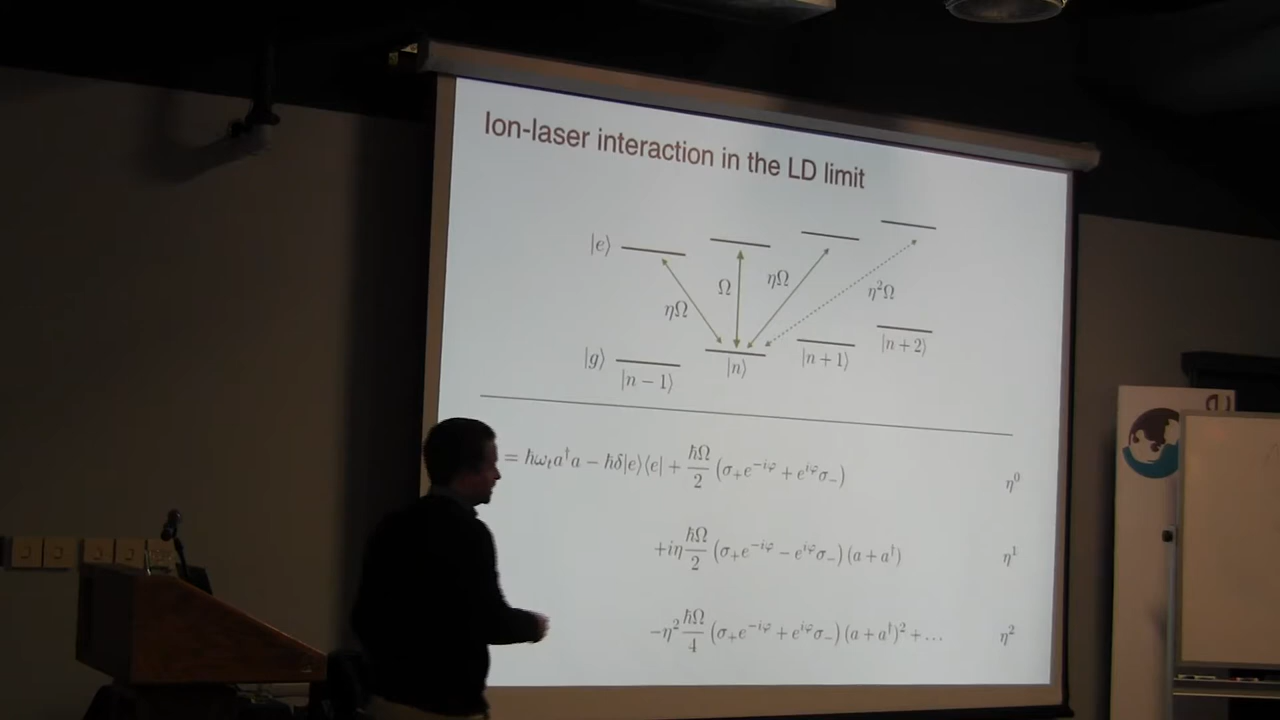 Ion-laser interaction in the LD limit
|e⟩
ηΩ
Ω
ηΩ
η²Ω
|g⟩
|n − 1⟩
|n⟩
|n + 1⟩
|n + 2⟩
= ħωₜa†a − ħδ|e⟩⟨e| + ħΩ/2 (σ₊e^{−iφ} + e^{iφ}σ₋) η⁰
+iη ħΩ/2 (σ₊e^{−iφ} − e^{iφ}σ₋)(a + a†) η¹
−η² ħΩ/4 (σ₊e^{−iφ} + e^{iφ}σ₋)(a + a†)² + … η²